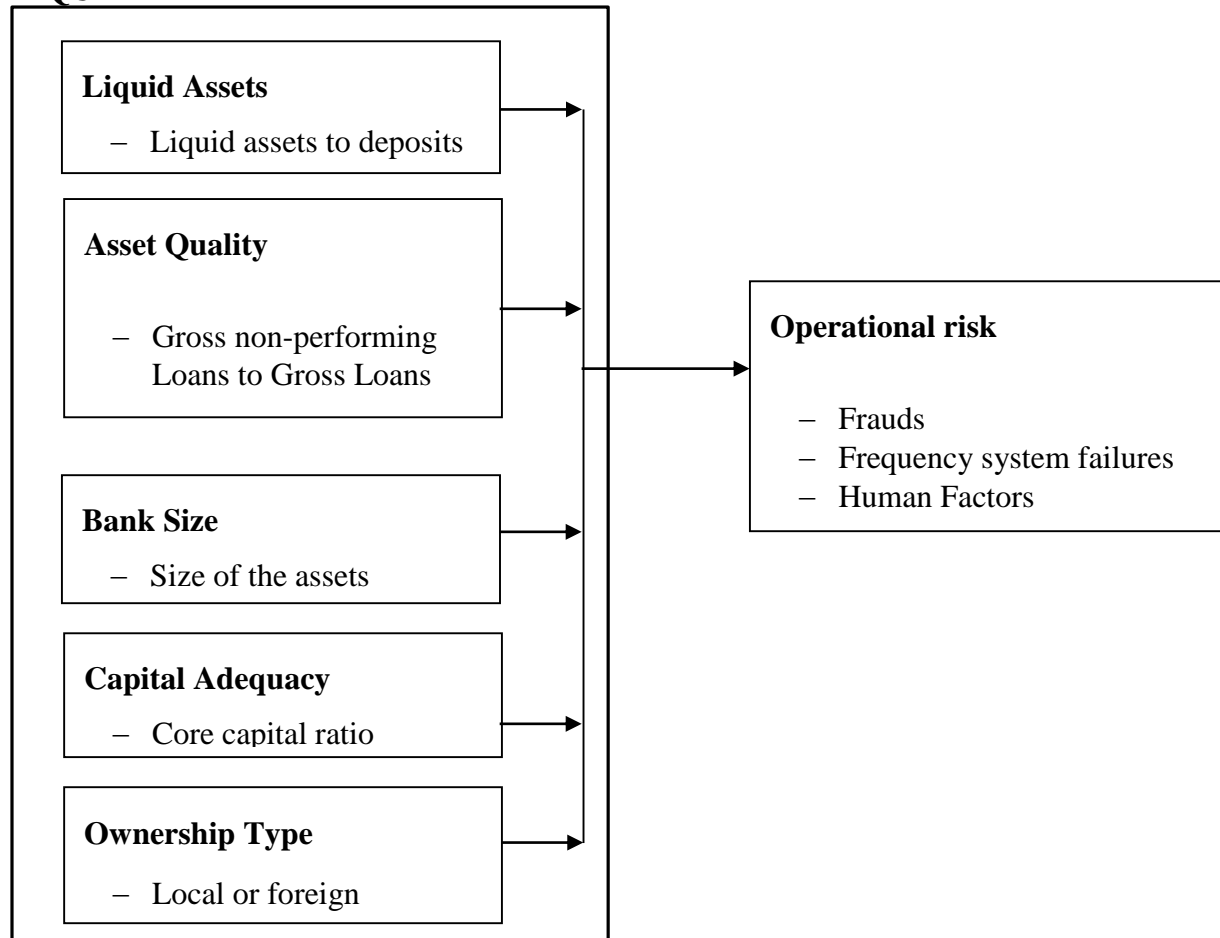 Liquid Assets
– Liquid assets to deposits
Asset Quality
– Gross non-performing
Loans to Gross Loans
Bank Size
– Size of the assets
Capital Adequacy
– Core capital ratio
Ownership Type
– Local or foreign
Operational risk
– Frauds
– Frequency system failures
– Human Factors